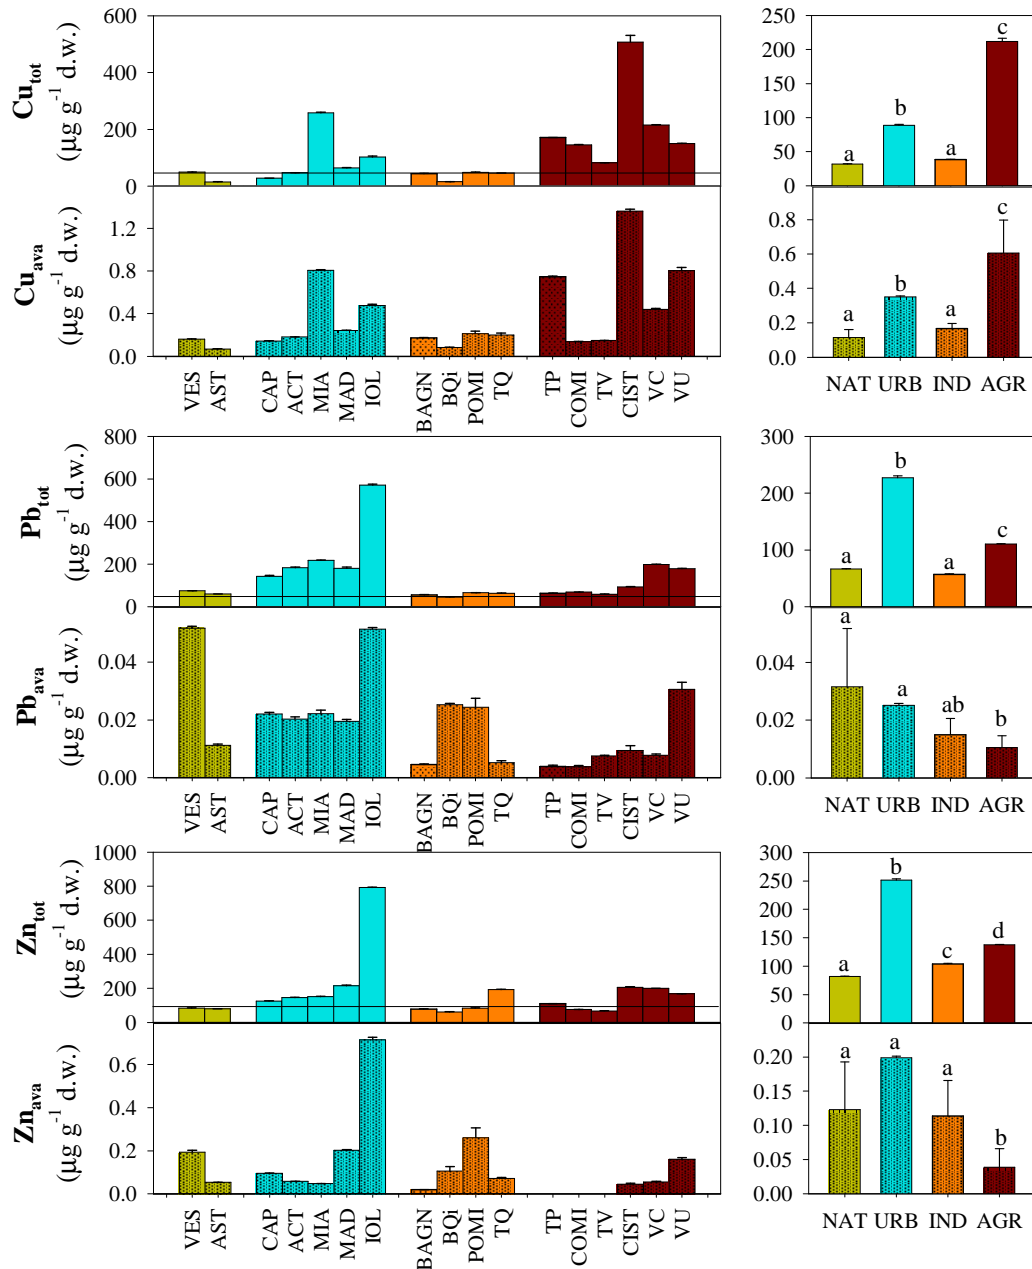 Cu_tot
(µg g⁻¹ d.w.)
600
400
200
0
250
200
150
100
50
0
a
b
a
c
Cu_ava
(µg g⁻¹ d.w.)
1.2
0.8
0.4
0.0
0.8
0.6
0.4
0.2
0.0
a
b
a
c
VES
AST
CAP
ACT
MIA
MAD
IOL
BAGN
BQi
POMI
TQ
TP
COMI
TV
CIST
VC
VU
NAT URB IND AGR
Pb_tot
(µg g⁻¹ d.w.)
800
600
400
200
0
300
200
100
0
a
b
a
c
Pb_ava
(µg g⁻¹ d.w.)
0.04
0.02
0.00
0.04
0.02
0.00
a
a
ab
b
VES
AST
CAP
ACT
MIA
MAD
IOL
BAGN
BQi
POMI
TQ
TP
COMI
TV
CIST
VC
VU
NAT URB IND AGR
Zn_tot
(µg g⁻¹ d.w.)
1000
800
600
400
200
0
300
250
200
150
100
50
0
a
b
c
d
Zn_ava
(µg g⁻¹ d.w.)
0.6
0.4
0.2
0.0
0.20
0.15
0.10
0.05
0.00
a
a
a
b
VES
AST
CAP
ACT
MIA
MAD
IOL
BAGN
BQi
POMI
TQ
TP
COMI
TV
CIST
VC
VU
NAT URB IND AGR